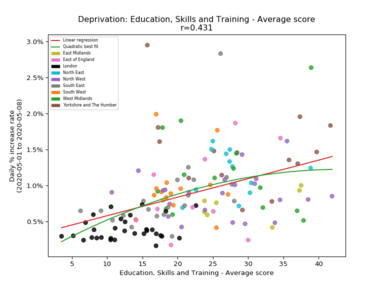 Deprivation: Education, Skills and Training - Average score
r=0.431
3.0%
2.5%
2.0%
1.5%
1.0%
0.5%
Daily % increase rate
(2020-05-01 to 2020-05-08)
Linear regression
Quadratic best fit
East Midlands
East of England
London
North East
North West
South East
South West
West Midlands
Yorkshire and The Humber
5 10 15 20 25 30 35 40
Education, Skills and Training - Average score